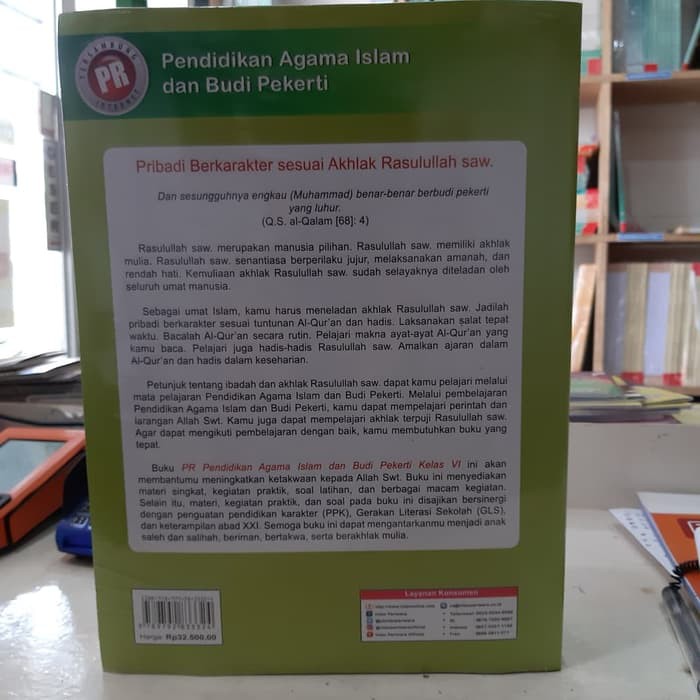 TERSAMBUNG
PR
INTERNET
Pendidikan Agama Islam
dan Budi Pekerti
Pribadi Berkarakter sesuai Akhlak Rasulullah saw.
Dan sesungguhnya engkau (Muhammad) benar-benar berbudi pekerti
yang luhur.
(Q.S. al-Qalam [68]: 4)
Rasulullah saw. merupakan manusia pilihan. Rasulullah saw. memiliki akhlak
mulia. Rasulullah saw. senantiasa berperilaku jujur, melaksanakan amanah, dan
rendah hati. Kemuliaan akhlak Rasulullah saw. sudah selayaknya diteladan oleh
seluruh umat manusia.
Sebagai umat Islam, kamu harus meneladan akhlak Rasulullah saw. Jadilah
pribadi berkarakter sesuai tuntunan Al-Qur'an dan hadis. Laksanakan salat tepat
waktu. Bacalah Al-Qur'an secara rutin. Pelajari makna ayat-ayat Al-Qur'an yang
kamu baca. Pelajari juga hadis-hadis Rasulullah saw. Amalkan ajaran dalam
Al-Qur'an dan hadis dalam keseharian.
Petunjuk tentang ibadah dan akhlak Rasulullah saw. dapat kamu pelajari melalui
mata pelajaran Pendidikan Agama Islam dan Budi Pekerti. Melalui pembelajaran
Pendidikan Agama Islam dan Budi Pekerti, kamu dapat mempelajari perintah dan
larangan Allah Swt. Kamu juga dapat mempelajari akhlak terpuji Rasulullah saw.
Agar dapat mengikuti pembelajaran dengan baik, kamu membutuhkan buku yang
tepat.
Buku PR Pendidikan Agama Islam dan Budi Pekerti Kelas VI ini akan
membantumu meningkatkan ketakwaan kepada Allah Swt. Buku ini menyediakan
materi singkat, kegiatan praktik, soal latihan, dan berbagai macam kegiatan.
Selain itu, materi, kegiatan praktik, dan soal pada buku ini disajikan bersinergi
dengan penguatan pendidikan karakter (PPK), Gerakan Literasi Sekolah (GLS),
dan keterampilan abad XXI. Semoga buku ini dapat mengantarkanmu menjadi anak
saleh dan salihah, beriman, bertakwa, serta berakhlak mulia.
Harga: Rp32.500,00
Layanan Konsumen